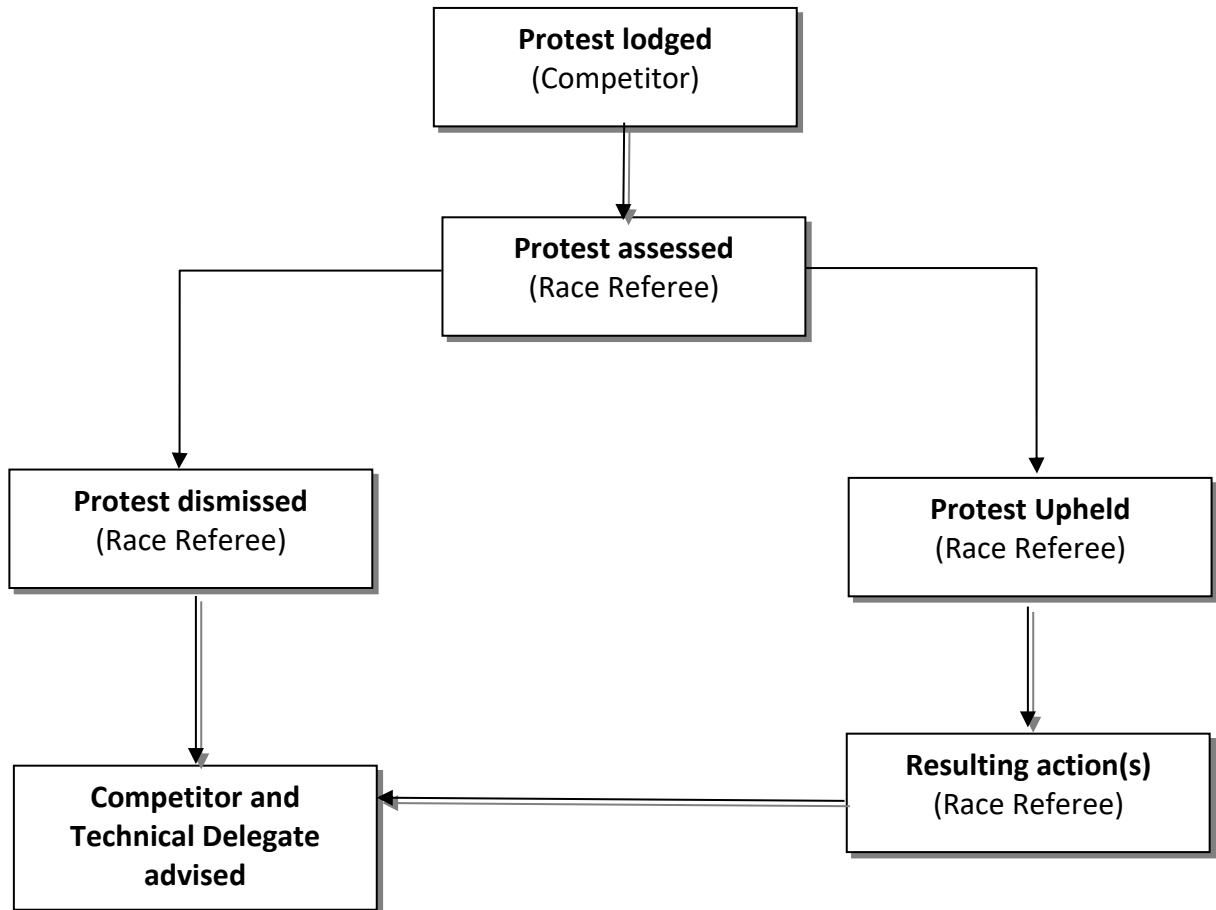 Protest lodged
(Competitor)
Protest assessed
(Race Referee)
Protest dismissed
(Race Referee)
Protest Upheld
(Race Referee)
Resulting action(s)
(Race Referee)
Competitor and
Technical Delegate
advised